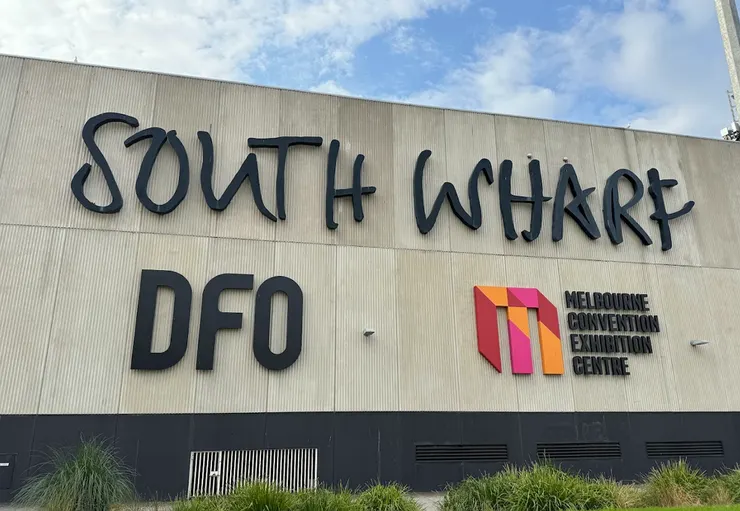 SOUTH WHARF
DFO
MELBOURNE
CONVENTION
EXHIBITION
CENTRE